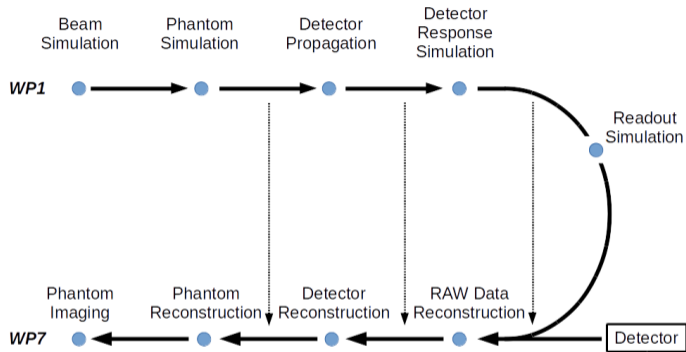 Beam
Simulation
Phantom
Simulation
Detector
Propagation
Detector
Response
Simulation
WP1
Readout
Simulation
Phantom
Imaging
Phantom
Reconstruction
Detector
Reconstruction
RAW Data
Reconstruction
WP7
Detector